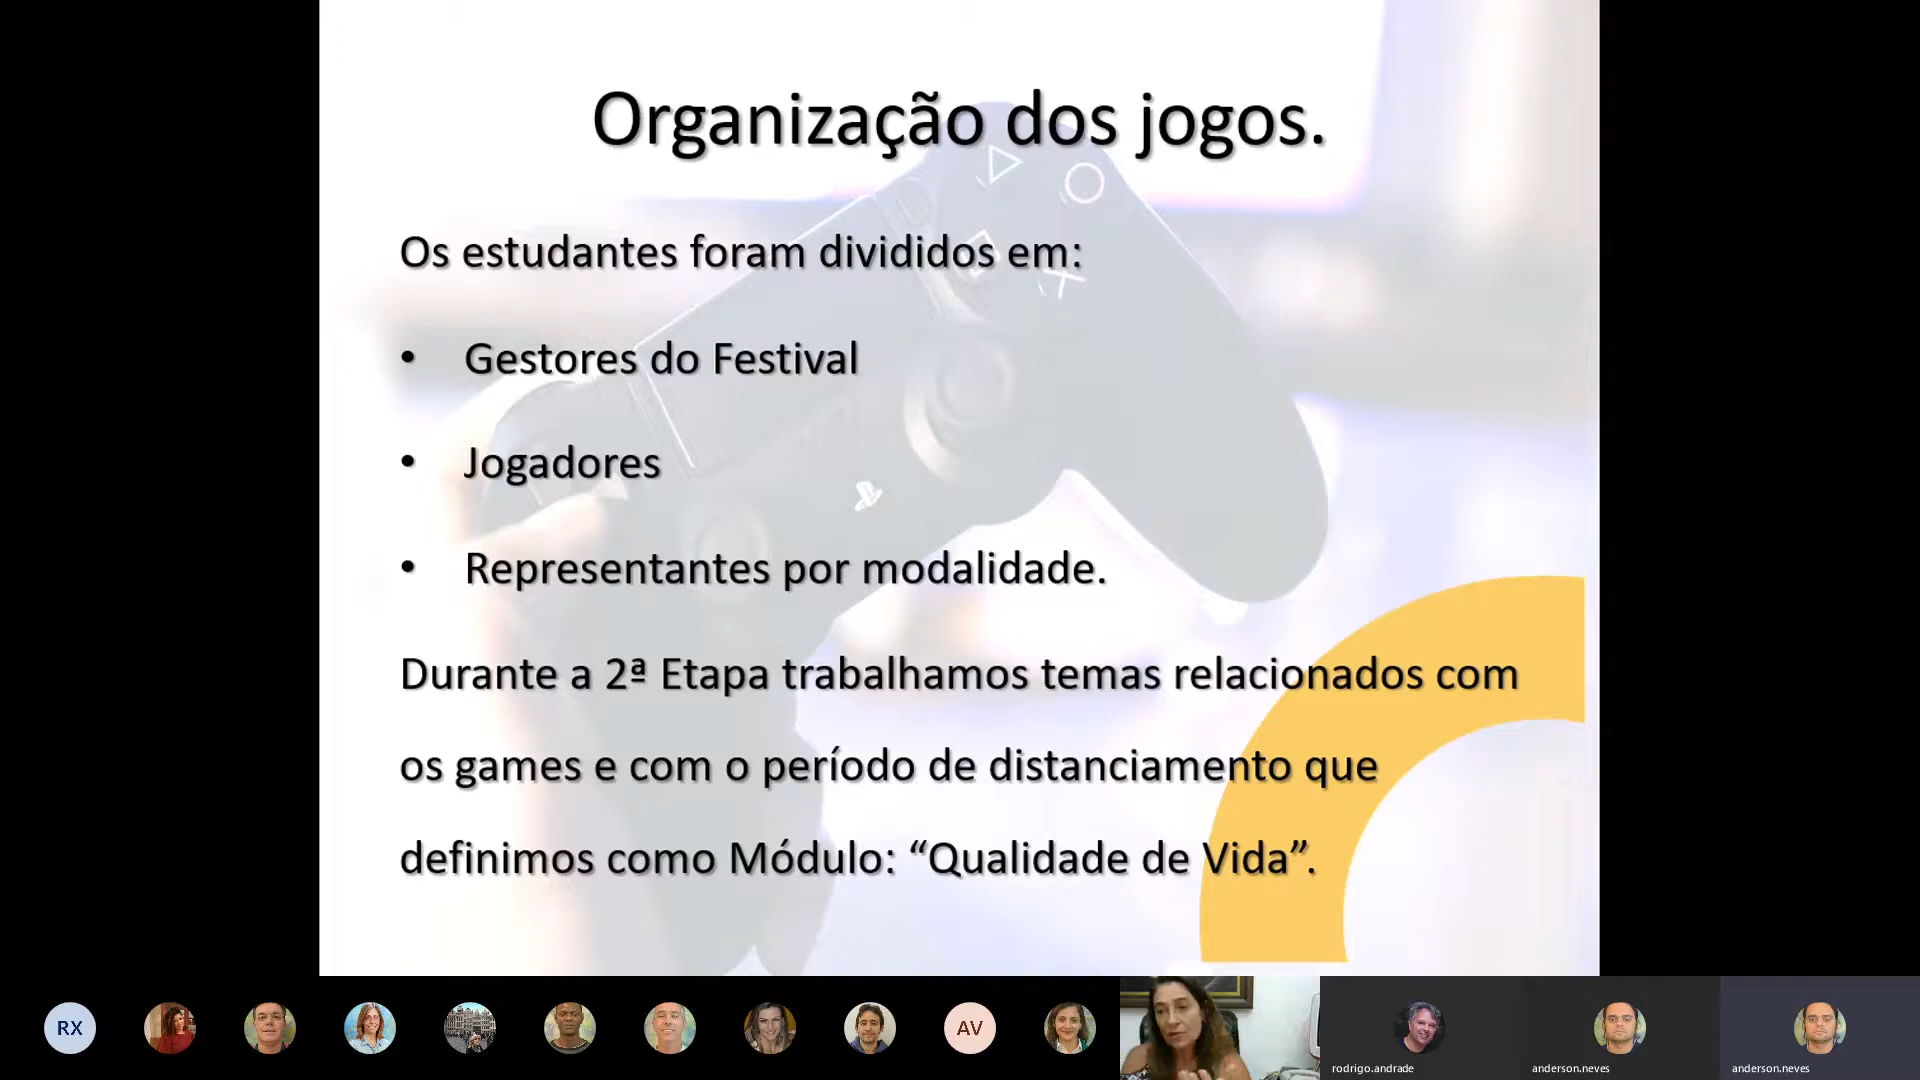 Organização dos jogos.
Os estudantes foram divididos em:
• Gestores do Festival
• Jogadores
• Representantes por modalidade.
Durante a 2ª Etapa trabalhamos temas relacionados com
os games e com o período de distanciamento que
definimos como Módulo: “Qualidade de Vida”.
RX
AV
rodrigo.andrade
anderson.neves
anderson.neves